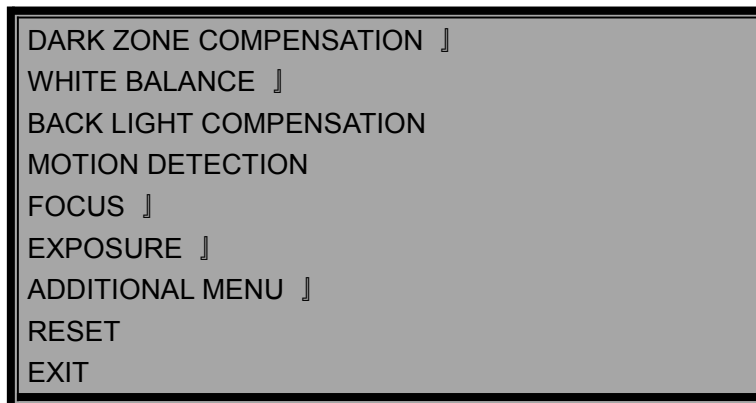 DARK ZONE COMPENSATION 』
WHITE BALANCE 』
BACK LIGHT COMPENSATION
MOTION DETECTION
FOCUS 』
EXPOSURE 』
ADDITIONAL MENU 』
RESET
EXIT